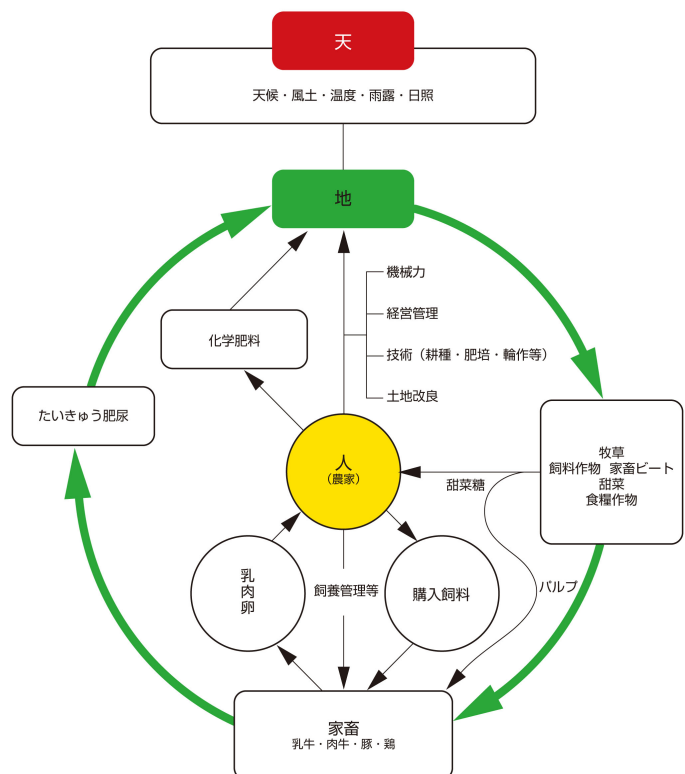 天
天候・風土・温度・雨露・日照
地
機械力
経営管理
技術（耕種・肥培・輪作等）
土地改良
化学肥料
たいきゅう肥尿
人
（農家）
甜菜糖
牧草
飼料作物 家畜ビート
甜菜
食糧作物
乳
肉
卵
飼養管理等
購入飼料
パルプ
家畜
乳牛・肉牛・豚・鶏